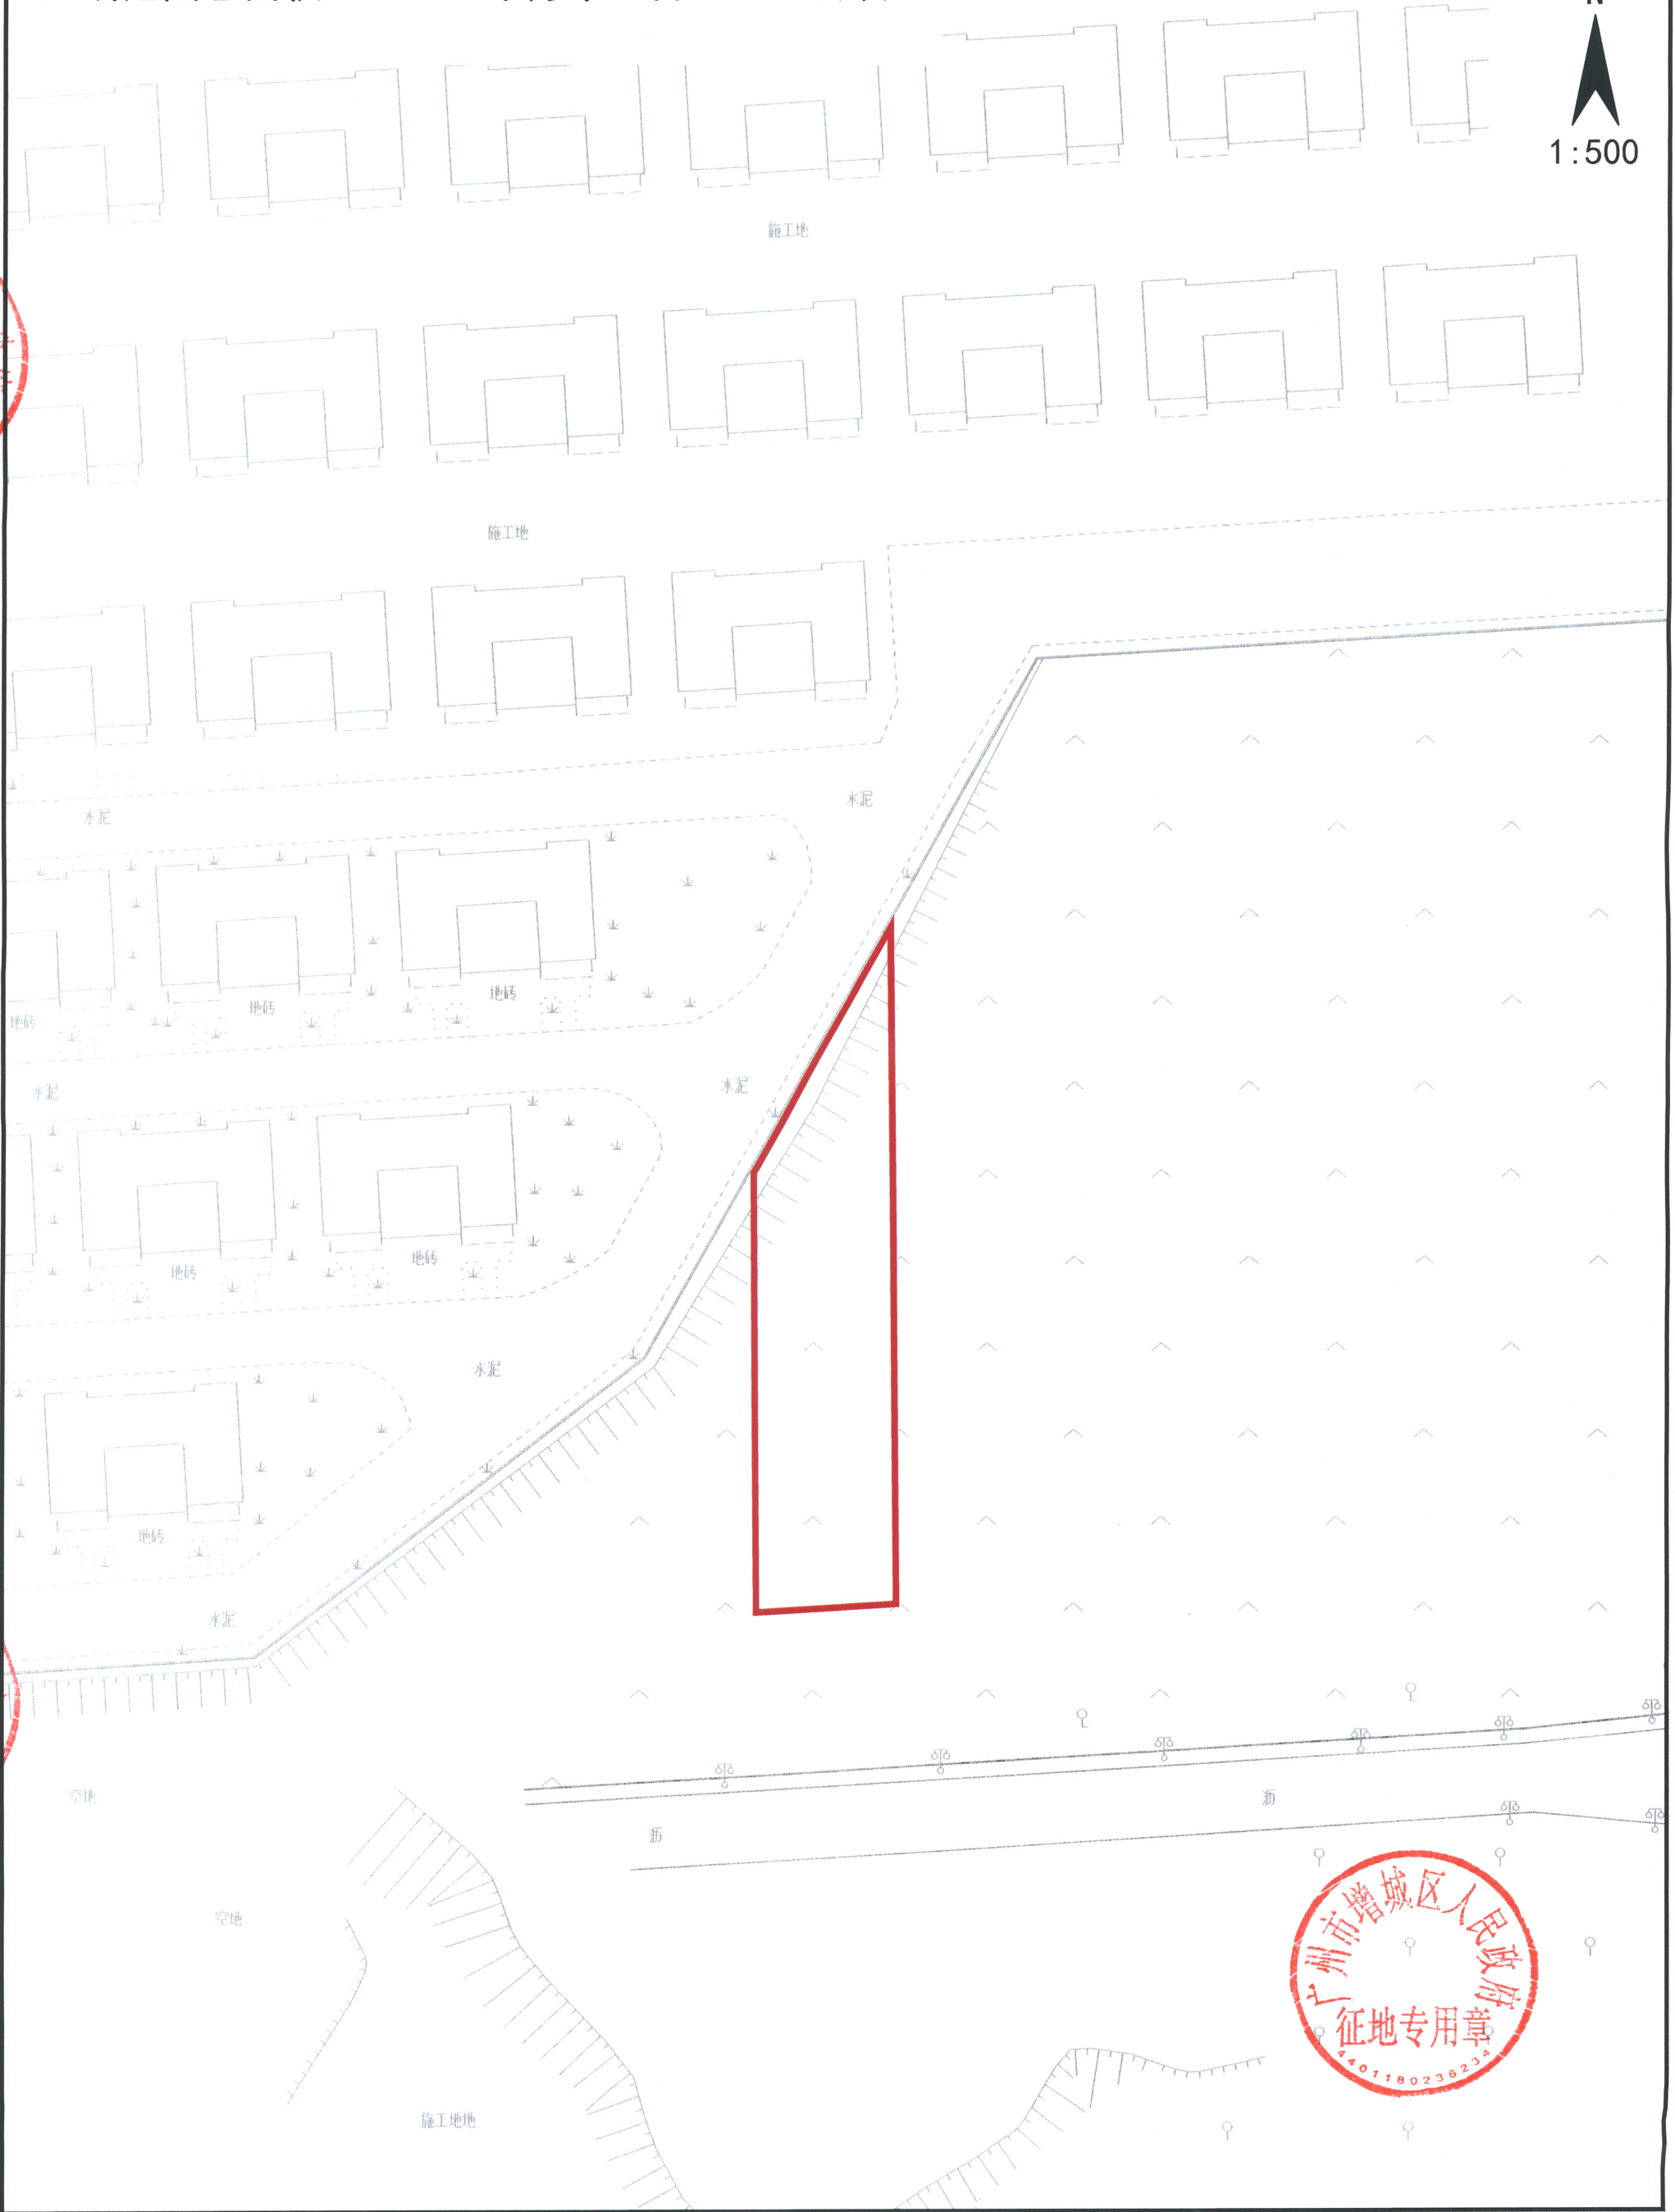 N
1:500
施工地
施工地
水泥
水泥
地砖
地砖
地砖
水泥
水泥
地砖
地砖
水泥
地砖
水泥
空地
沥
沥
空地
广州市增城区人民政府
征地专用章
4401180236234
施工地地